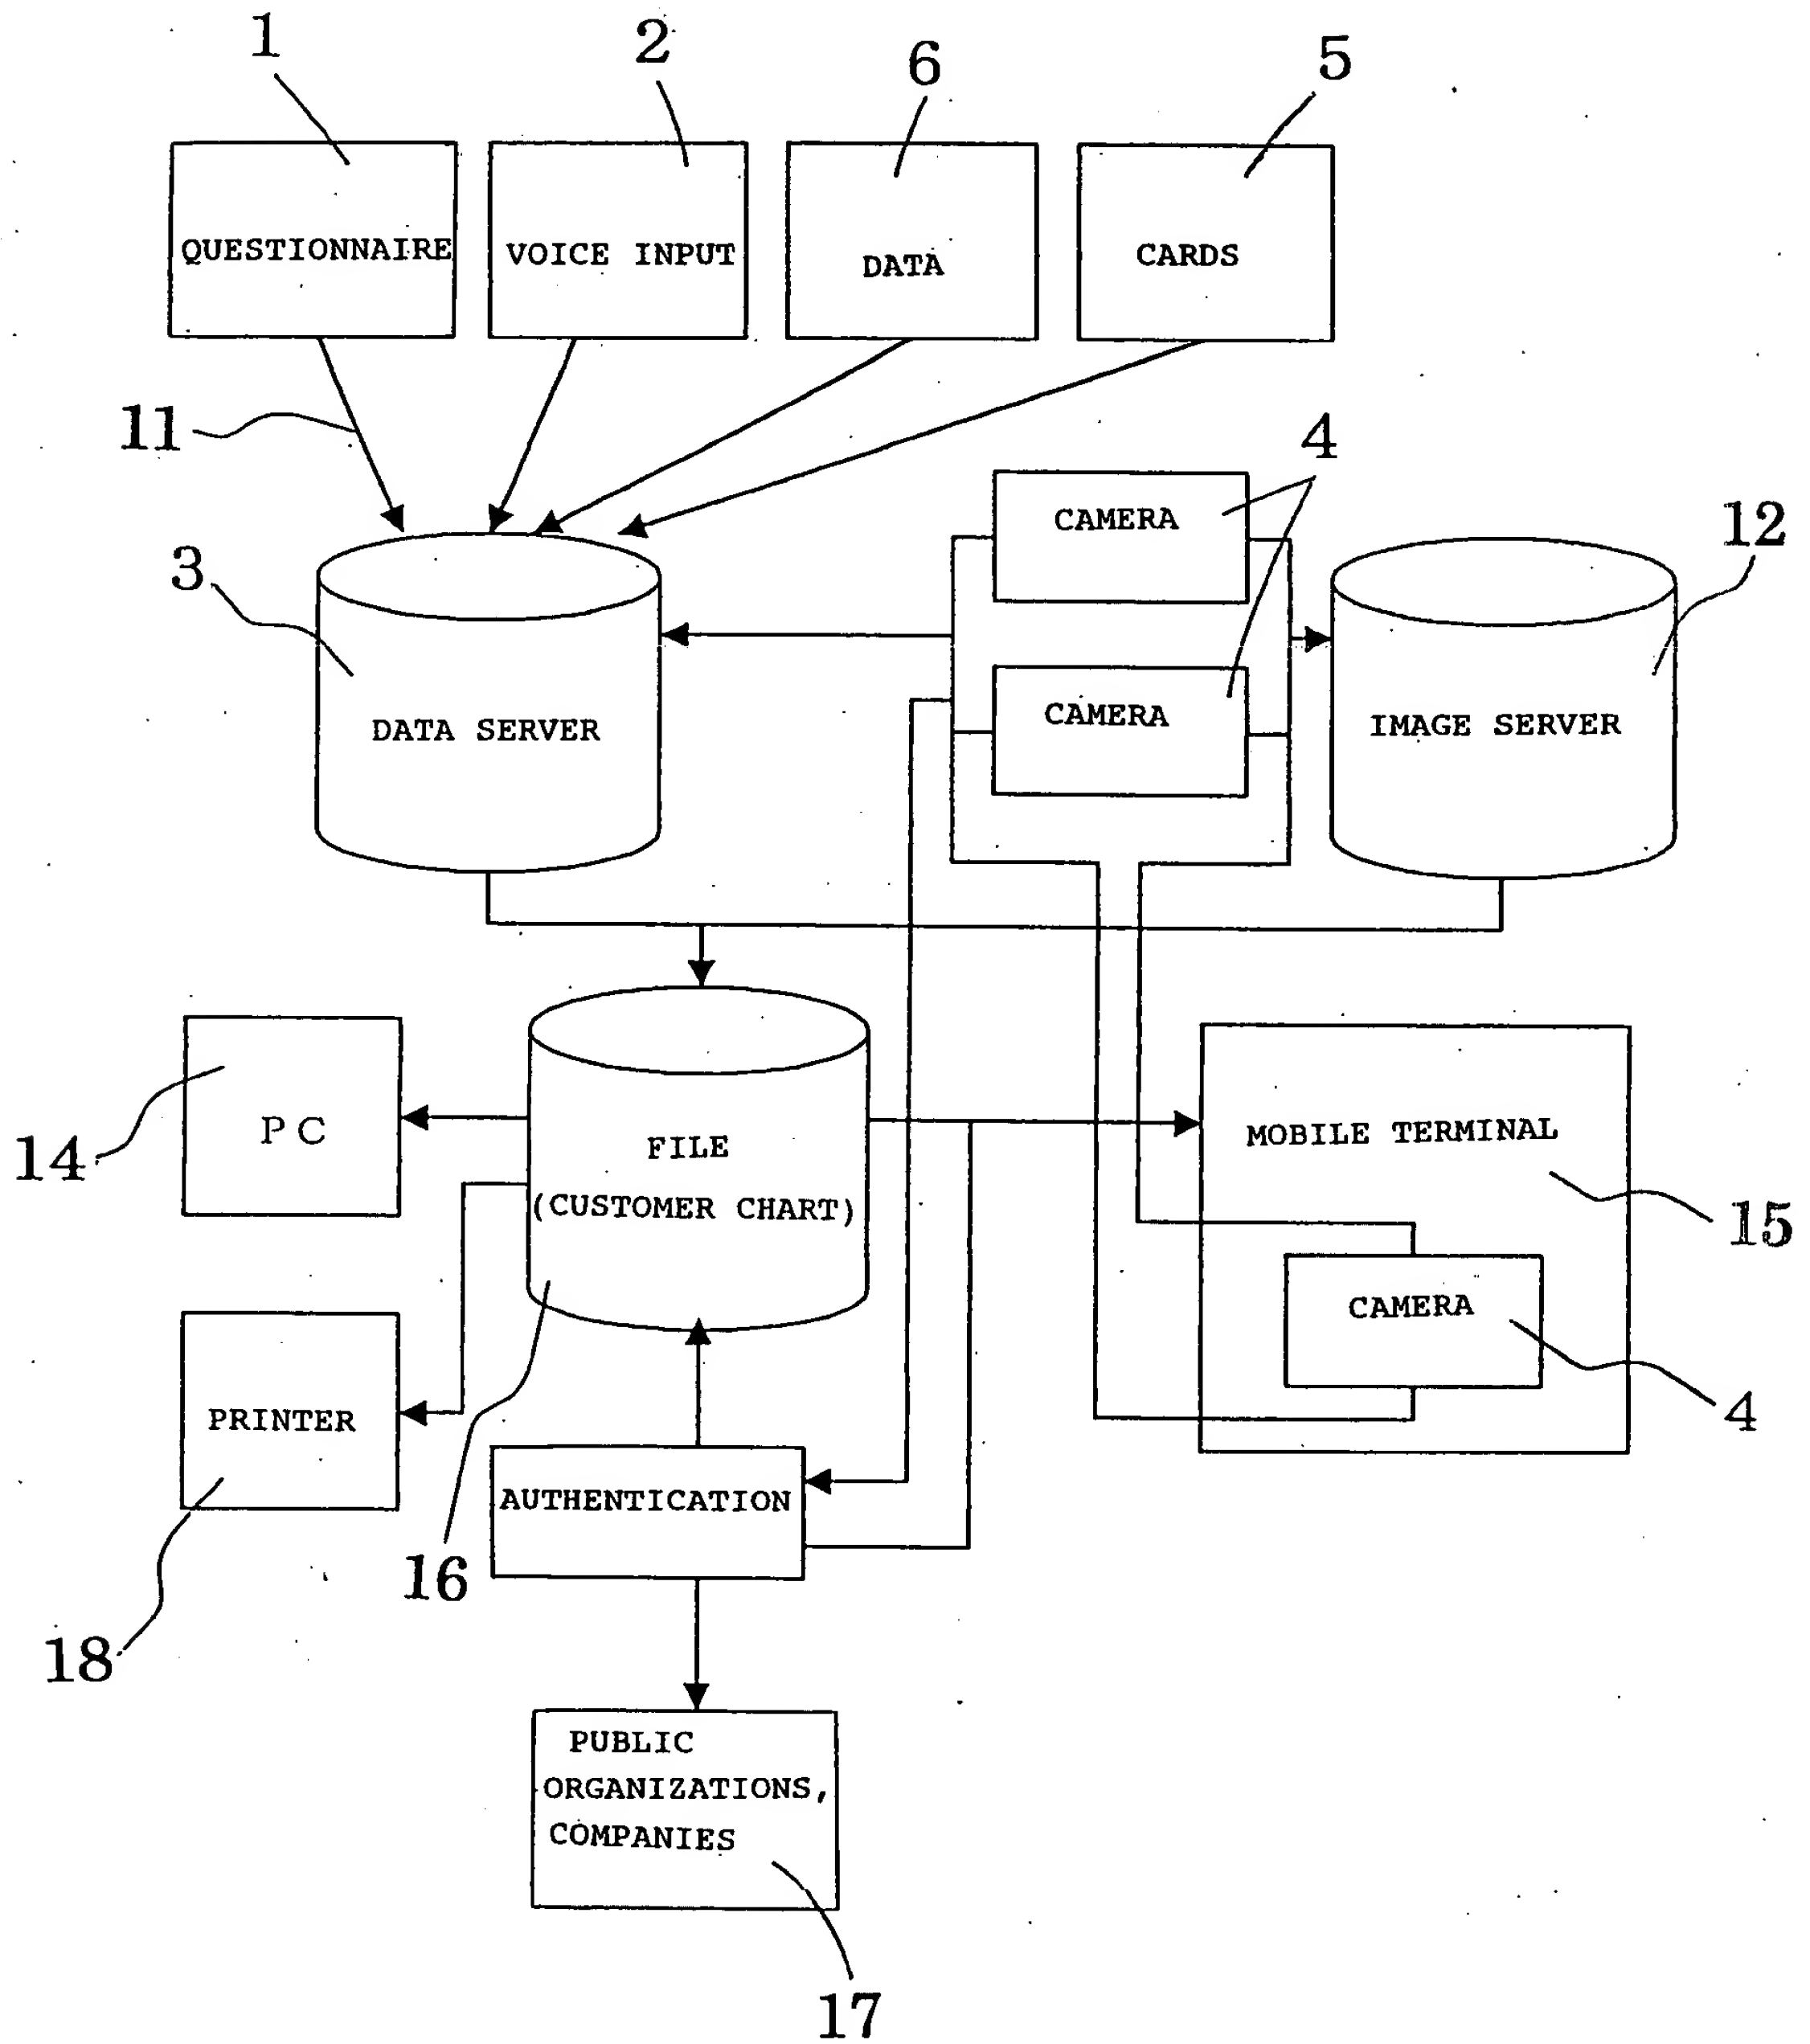 1
2
6
5
QUESTIONNAIRE
VOICE INPUT
DATA
CARDS
11
4
CAMERA
12
3
CAMERA
DATA SERVER
IMAGE SERVER
14
PC
FILE
(CUSTOMER CHART)
MOBILE TERMINAL
15
CAMERA
4
PRINTER
AUTHENTICATION
16
18
PUBLIC
ORGANIZATIONS,
COMPANIES
17